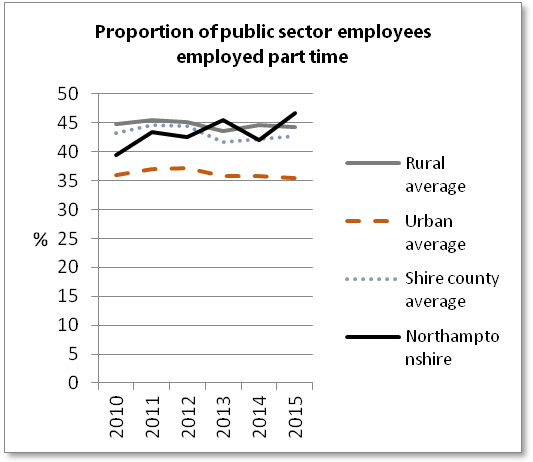 Proportion of public sector employees
employed part time
50
45
40
35
30
25
20
15
10
5
0
%
2010
2011
2012
2013
2014
2015
Rural
average
Urban
average
Shire county
average
Northampto
nshire